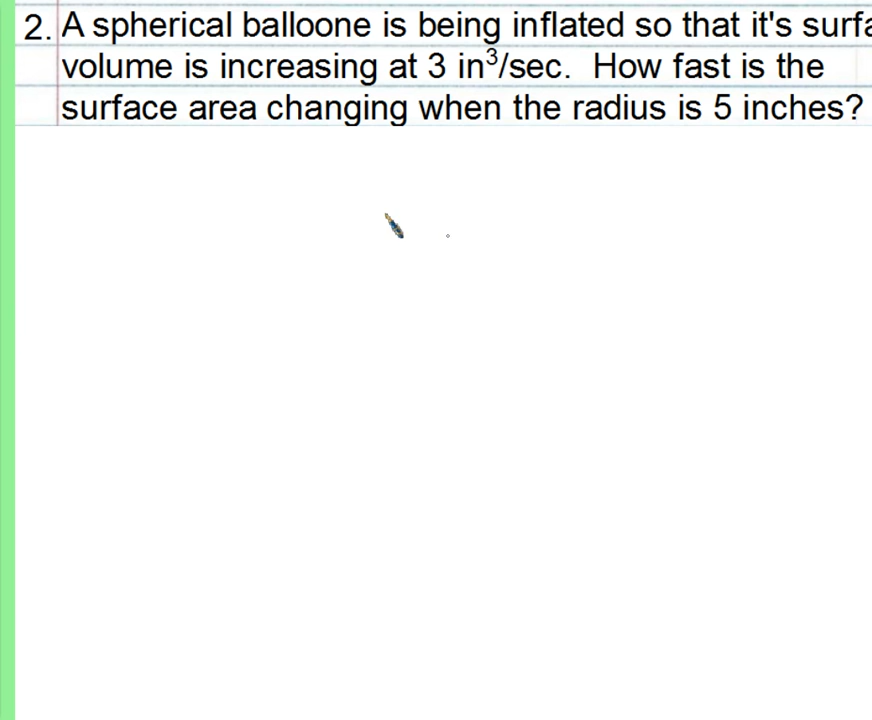 2. A spherical balloone is being inflated so that it's
volume is increasing at 3 in³/sec. How fast is the
surface area changing when the radius is 5 inches?